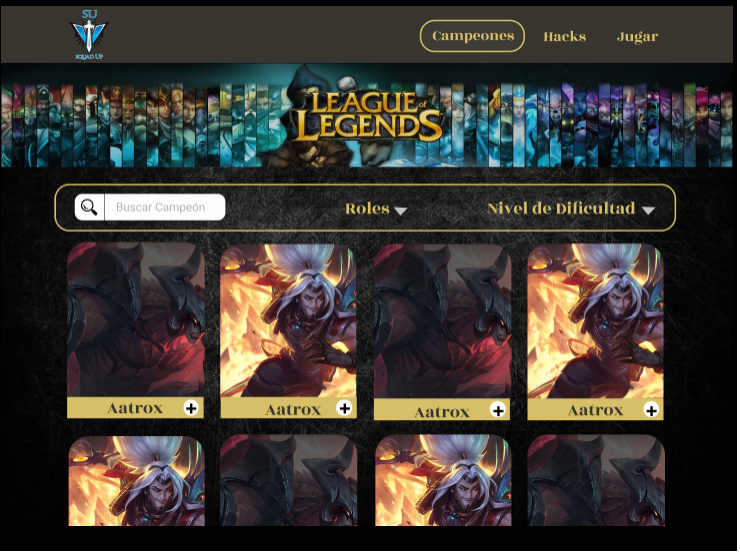 SU
SQUAD UP
Campeones
Hacks
Jugar
LEAGUE of
LEGENDS
Buscar Campeón
Roles
Nivel de Dificultad
Aatrox
Aatrox
Aatrox
Aatrox